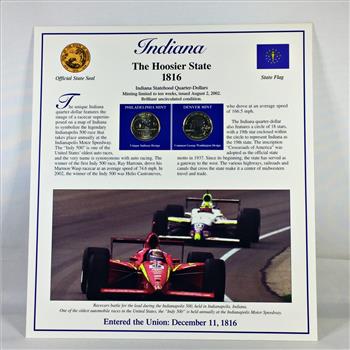 Indiana
The Hoosier State
1816
Official State Seal
State Flag
Indiana Statehood Quarter-Dollars
Minting limited to ten weeks, issued August 2, 2002.
Brilliant uncirculated condition.
PHILADELPHIA MINT
DENVER MINT
Unique Indiana Design
Common George Washington Design
The unique Indiana
quarter features the
image of a racecar superim-
posed on a map of Indiana
to symbolize the legendary
Indianapolis 500 race that
takes place annually at the
Indianapolis Motor Speedway.
The "Indy 500" is one of the
United States' oldest auto races,
and the very name is synonymous with auto racing. The
winner of the first Indy 500 race, Ray Harroun, drove his
Marmon Wasp racecar at an average speed of 74.6 mph. In
2002, the winner of the Indy 500 was Helio Castroneves,
who drove at an average speed
of 166.5 mph.
The Indiana quarter also
features a circle of 18 stars,
with a 19th star enclosed within
the circle to represent Indiana as
the 19th state. The inscription
"Crossroads of America" was
adopted as the official state
motto in 1937. Since its beginning, the state has served as
a gateway to the west. The various highways, railroads and
canals that cross the state make it a center of midwestern
travel and trade.
Racecars battle for the lead during the Indianapolis 500, held in Indianapolis, Indiana.
One of the oldest automobile races in the United States, the "Indy 500" is held annually at the Indianapolis Motor Speedway.
Entered the Union: December 11, 1816